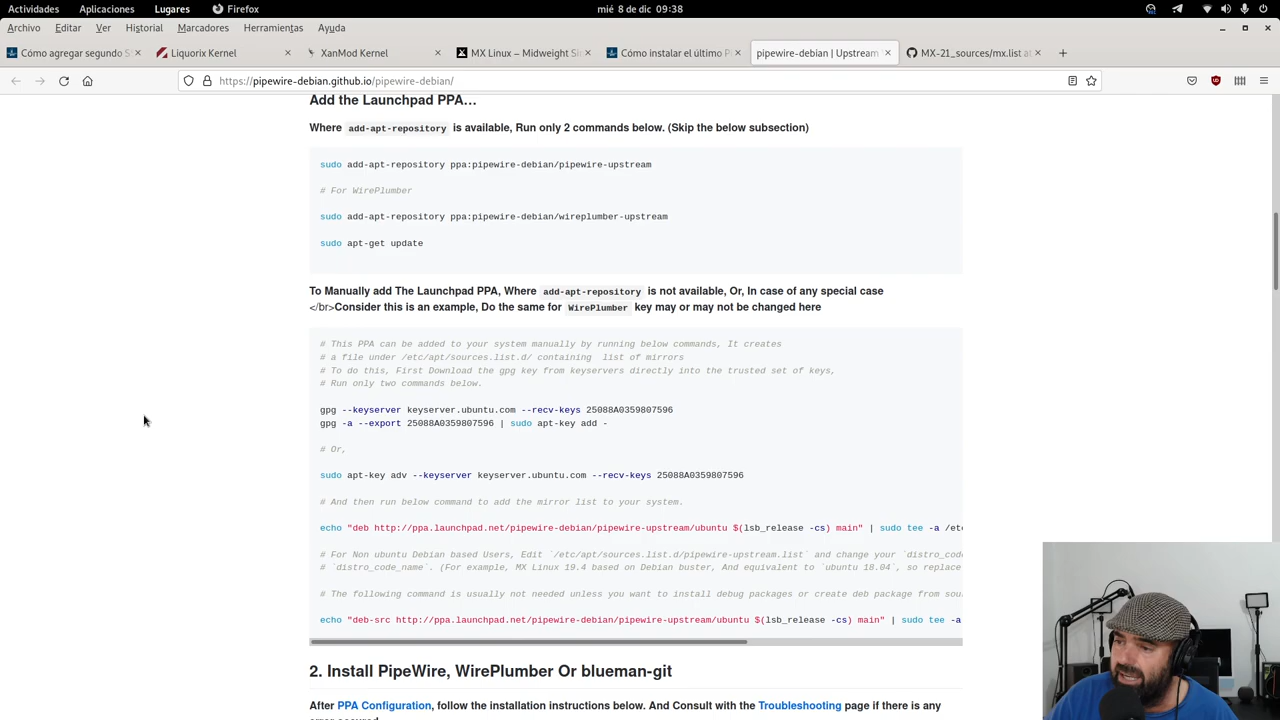 Actividades Aplicaciones Lugares Firefox mié 8 de dic 09:38
Archivo Editar Ver Historial Marcadores Herramientas Ayuda
Cómo agregar segundo S × Liquorix Kernel × XanMod Kernel × MX Linux – Midweight Si × Cómo instalar el último Pi × pipewire-debian | Upstream × MX-21_sources/mx.list at × +
https://pipewire-debian.github.io/pipewire-debian/
Add the Launchpad PPA…
Where add-apt-repository is available, Run only 2 commands below. (Skip the below subsection)
sudo add-apt-repository ppa:pipewire-debian/pipewire-upstream
# For WirePlumber
sudo add-apt-repository ppa:pipewire-debian/wireplumber-upstream
sudo apt-get update
To Manually add The Launchpad PPA, Where add-apt-repository is not available, Or, In case of any special case
</br>Consider this is an example, Do the same for WirePlumber key may or may not be changed here
# This PPA can be added to your system manually by running below commands, It creates
# a file under /etc/apt/sources.list.d/ containing  list of mirrors
# To do this, First Download the gpg key from keyservers directly into the trusted set of keys,
# Run only two commands below.
gpg --keyserver keyserver.ubuntu.com --recv-keys 25088A0359807596
gpg -a --export 25088A0359807596 | sudo apt-key add -
# Or,
sudo apt-key adv --keyserver keyserver.ubuntu.com --recv-keys 25088A0359807596
# And then run below command to add the mirror list to your system.
echo "deb http://ppa.launchpad.net/pipewire-debian/pipewire-upstream/ubuntu $(lsb_release -cs) main" | sudo tee -a /etc
# For Non ubuntu Debian based Users, Edit `/etc/apt/sources.list.d/pipewire-upstream.list` and change your `distro_code
# `distro_code_name`. (For example, MX Linux 19.4 based on Debian buster, And equivalent to `ubuntu 18.04`, so replace
# The following command is usually not needed unless you want to install debug packages or create deb package from sou
echo "deb-src http://ppa.launchpad.net/pipewire-debian/pipewire-upstream/ubuntu $(lsb_release -cs) main" | sudo tee -a
2. Install PipeWire, WirePlumber Or blueman-git
After PPA Configuration, follow the installation instructions below. And Consult with the Troubleshooting page if there is any